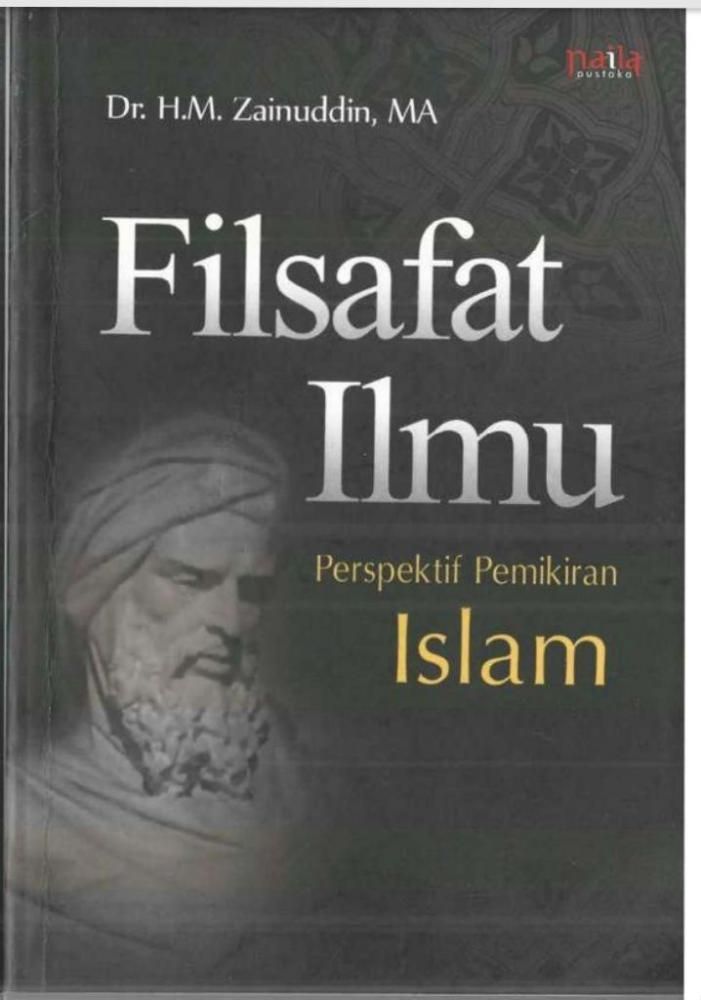 naila
pustaka
Dr. H.M. Zainuddin, MA
Filsafat
Ilmu
Perspektif Pemikiran
Islam